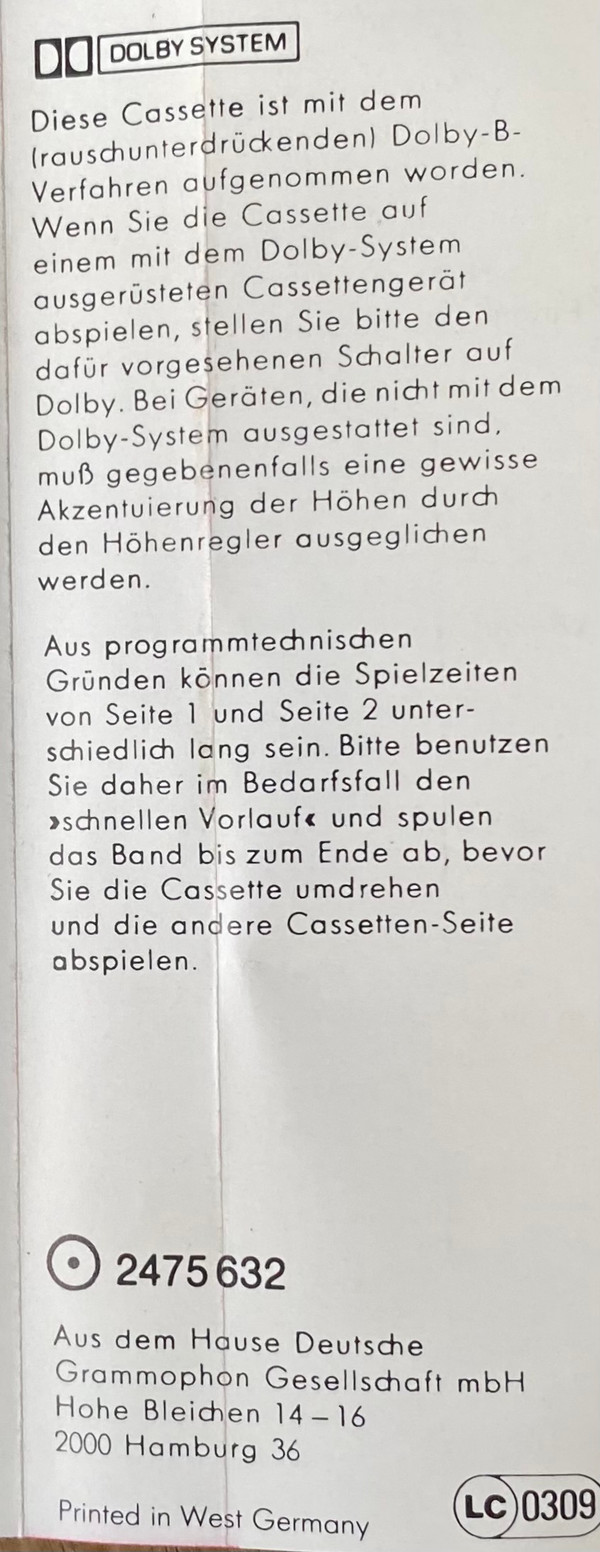 DOLBY SYSTEM
Diese Cassette ist mit dem
(rauschunterdrückenden) Dolby-B-
Verfahren aufgenommen worden.
Wenn Sie die Cassette auf
einem mit dem Dolby-System
ausgerüsteten Cassettengerät
abspielen, stellen Sie bitte den
dafür vorgesehenen Schalter auf
Dolby. Bei Geräten, die nicht mit dem
Dolby-System ausgestattet sind,
muß gegebenenfalls eine gewisse
Akzentuierung der Höhen durch
den Höhenregler ausgeglichen
werden.
Aus programmtechnischen
Gründen können die Spielzeiten
von Seite 1 und Seite 2 unter-
schiedlich lang sein. Bitte benutzen
Sie daher im Bedarfsfall den
»schnellen Vorlauf« und spulen
das Band bis zum Ende ab, bevor
Sie die Cassette umdrehen
und die andere Cassetten-Seite
abspielen.
2475 632
Aus dem Hause Deutsche
Grammophon Gesellschaft mbH
Hohe Bleichen 14 – 16
2000 Hamburg 36
Printed in West Germany
LC 0309